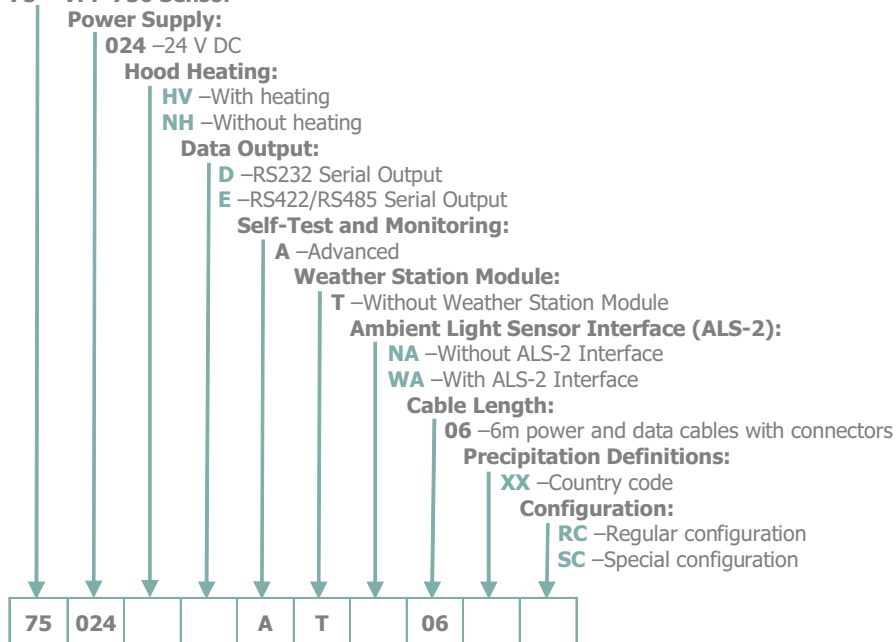 Power Supply:
024 –24 V DC
Hood Heating:
HV –With heating
NH –Without heating
Data Output:
D –RS232 Serial Output
E –RS422/RS485 Serial Output
Self-Test and Monitoring:
A –Advanced
Weather Station Module:
T –Without Weather Station Module
Ambient Light Sensor Interface (ALS-2):
NA –Without ALS-2 Interface
WA –With ALS-2 Interface
Cable Length:
06 –6m power and data cables with connectors
Precipitation Definitions:
XX –Country code
Configuration:
RC –Regular configuration
SC –Special configuration
75 024 A T 06